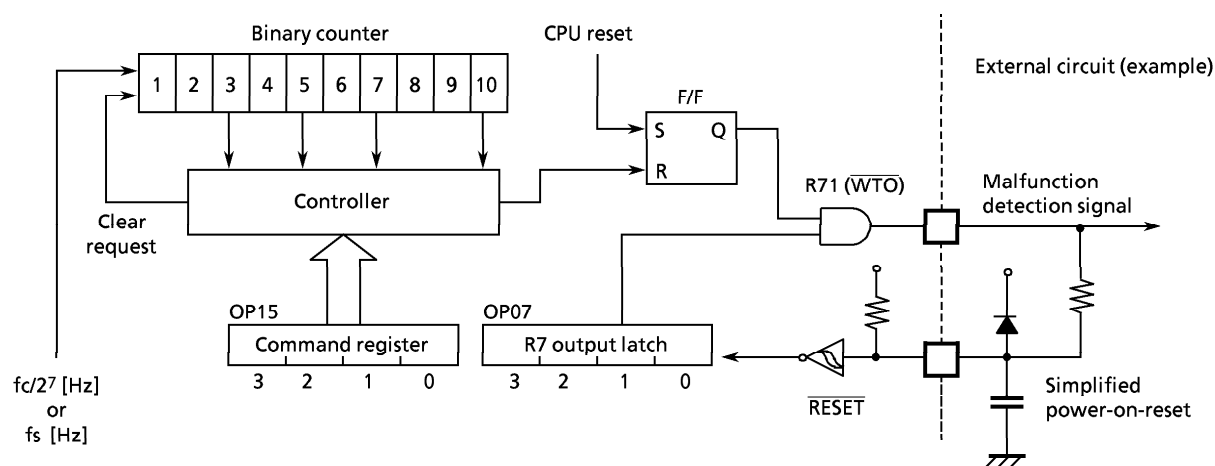 Binary counter
CPU reset
External circuit (example)
1 2 3 4 5 6 7 8 9 10
F/F
S Q
R
R71 (W̅T̅O̅)
Malfunction
detection signal
Controller
Clear
request
OP15
Command register
3 2 1 0
OP07
R7 output latch
3 2 1 0
R̅E̅S̅E̅T̅
Simplified
power-on-reset
fc/2⁷ [Hz]
or
fs [Hz]